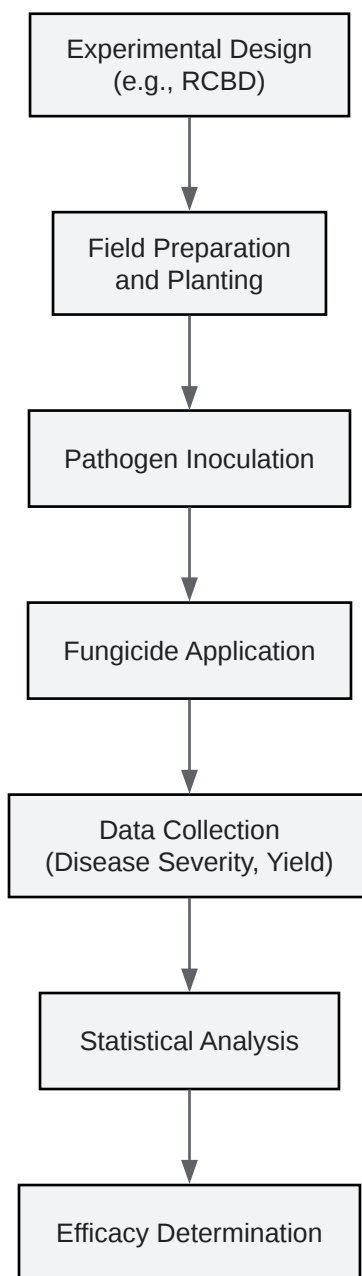 Experimental Design
(e.g., RCBD)
Field Preparation
and Planting
Pathogen Inoculation
Fungicide Application
Data Collection
(Disease Severity, Yield)
Statistical Analysis
Efficacy Determination